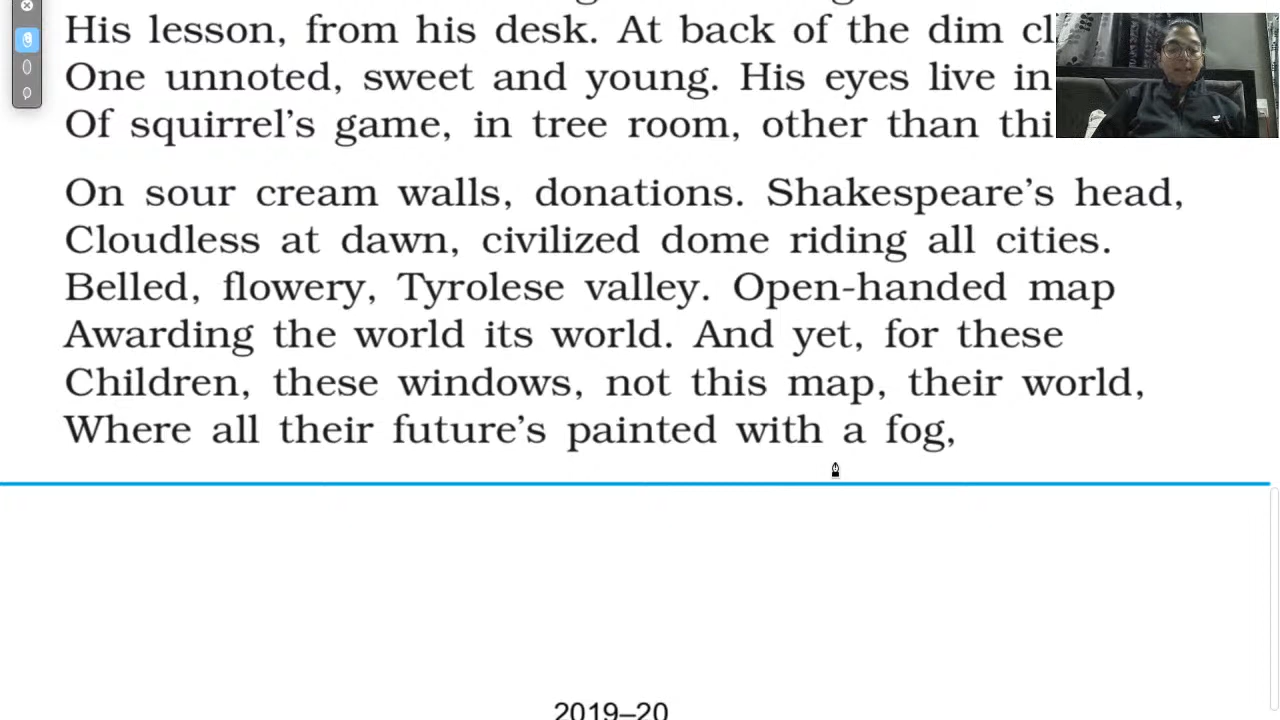 His lesson, from his desk. At back of the dim
One unnoted, sweet and young. His eyes live in
Of squirrel’s game, in tree room, other than
On sour cream walls, donations. Shakespeare’s head,
Cloudless at dawn, civilized dome riding all cities.
Belled, flowery, Tyrolese valley. Open-handed map
Awarding the world its world. And yet, for these
Children, these windows, not this map, their world,
Where all their future’s painted with a fog,
2019–20